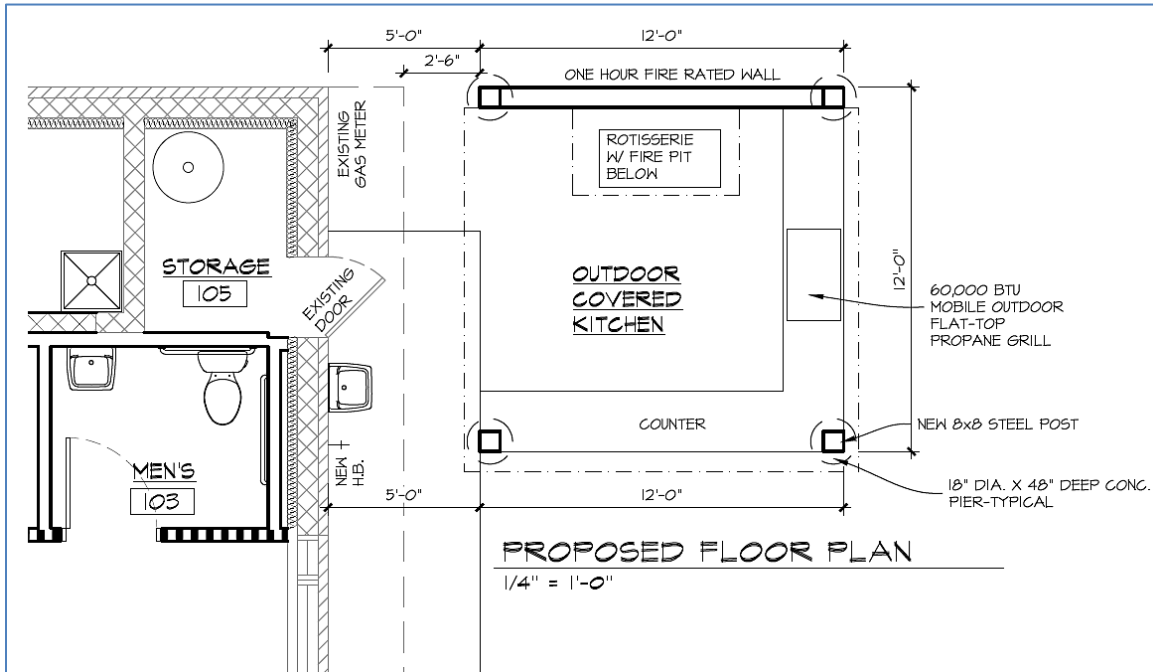 5'-0"
12'-0"
2'-6"
ONE HOUR FIRE RATED WALL
EXISTING
GAS METER
ROTISSERIE
W/ FIRE PIT
BELOW
STORAGE
105
EXISTING
DOOR
OUTDOOR
COVERED
KITCHEN
12'-0"
60,000 BTU
MOBILE OUTDOOR
FLAT-TOP
PROPANE GRILL
COUNTER
NEW 8x8 STEEL POST
MEN'S
103
NEW
H.B.
18" DIA. X 48" DEEP CONC.
PIER-TYPICAL
5'-0"
12'-0"
PROPOSED FLOOR PLAN
1/4" = 1'-0"